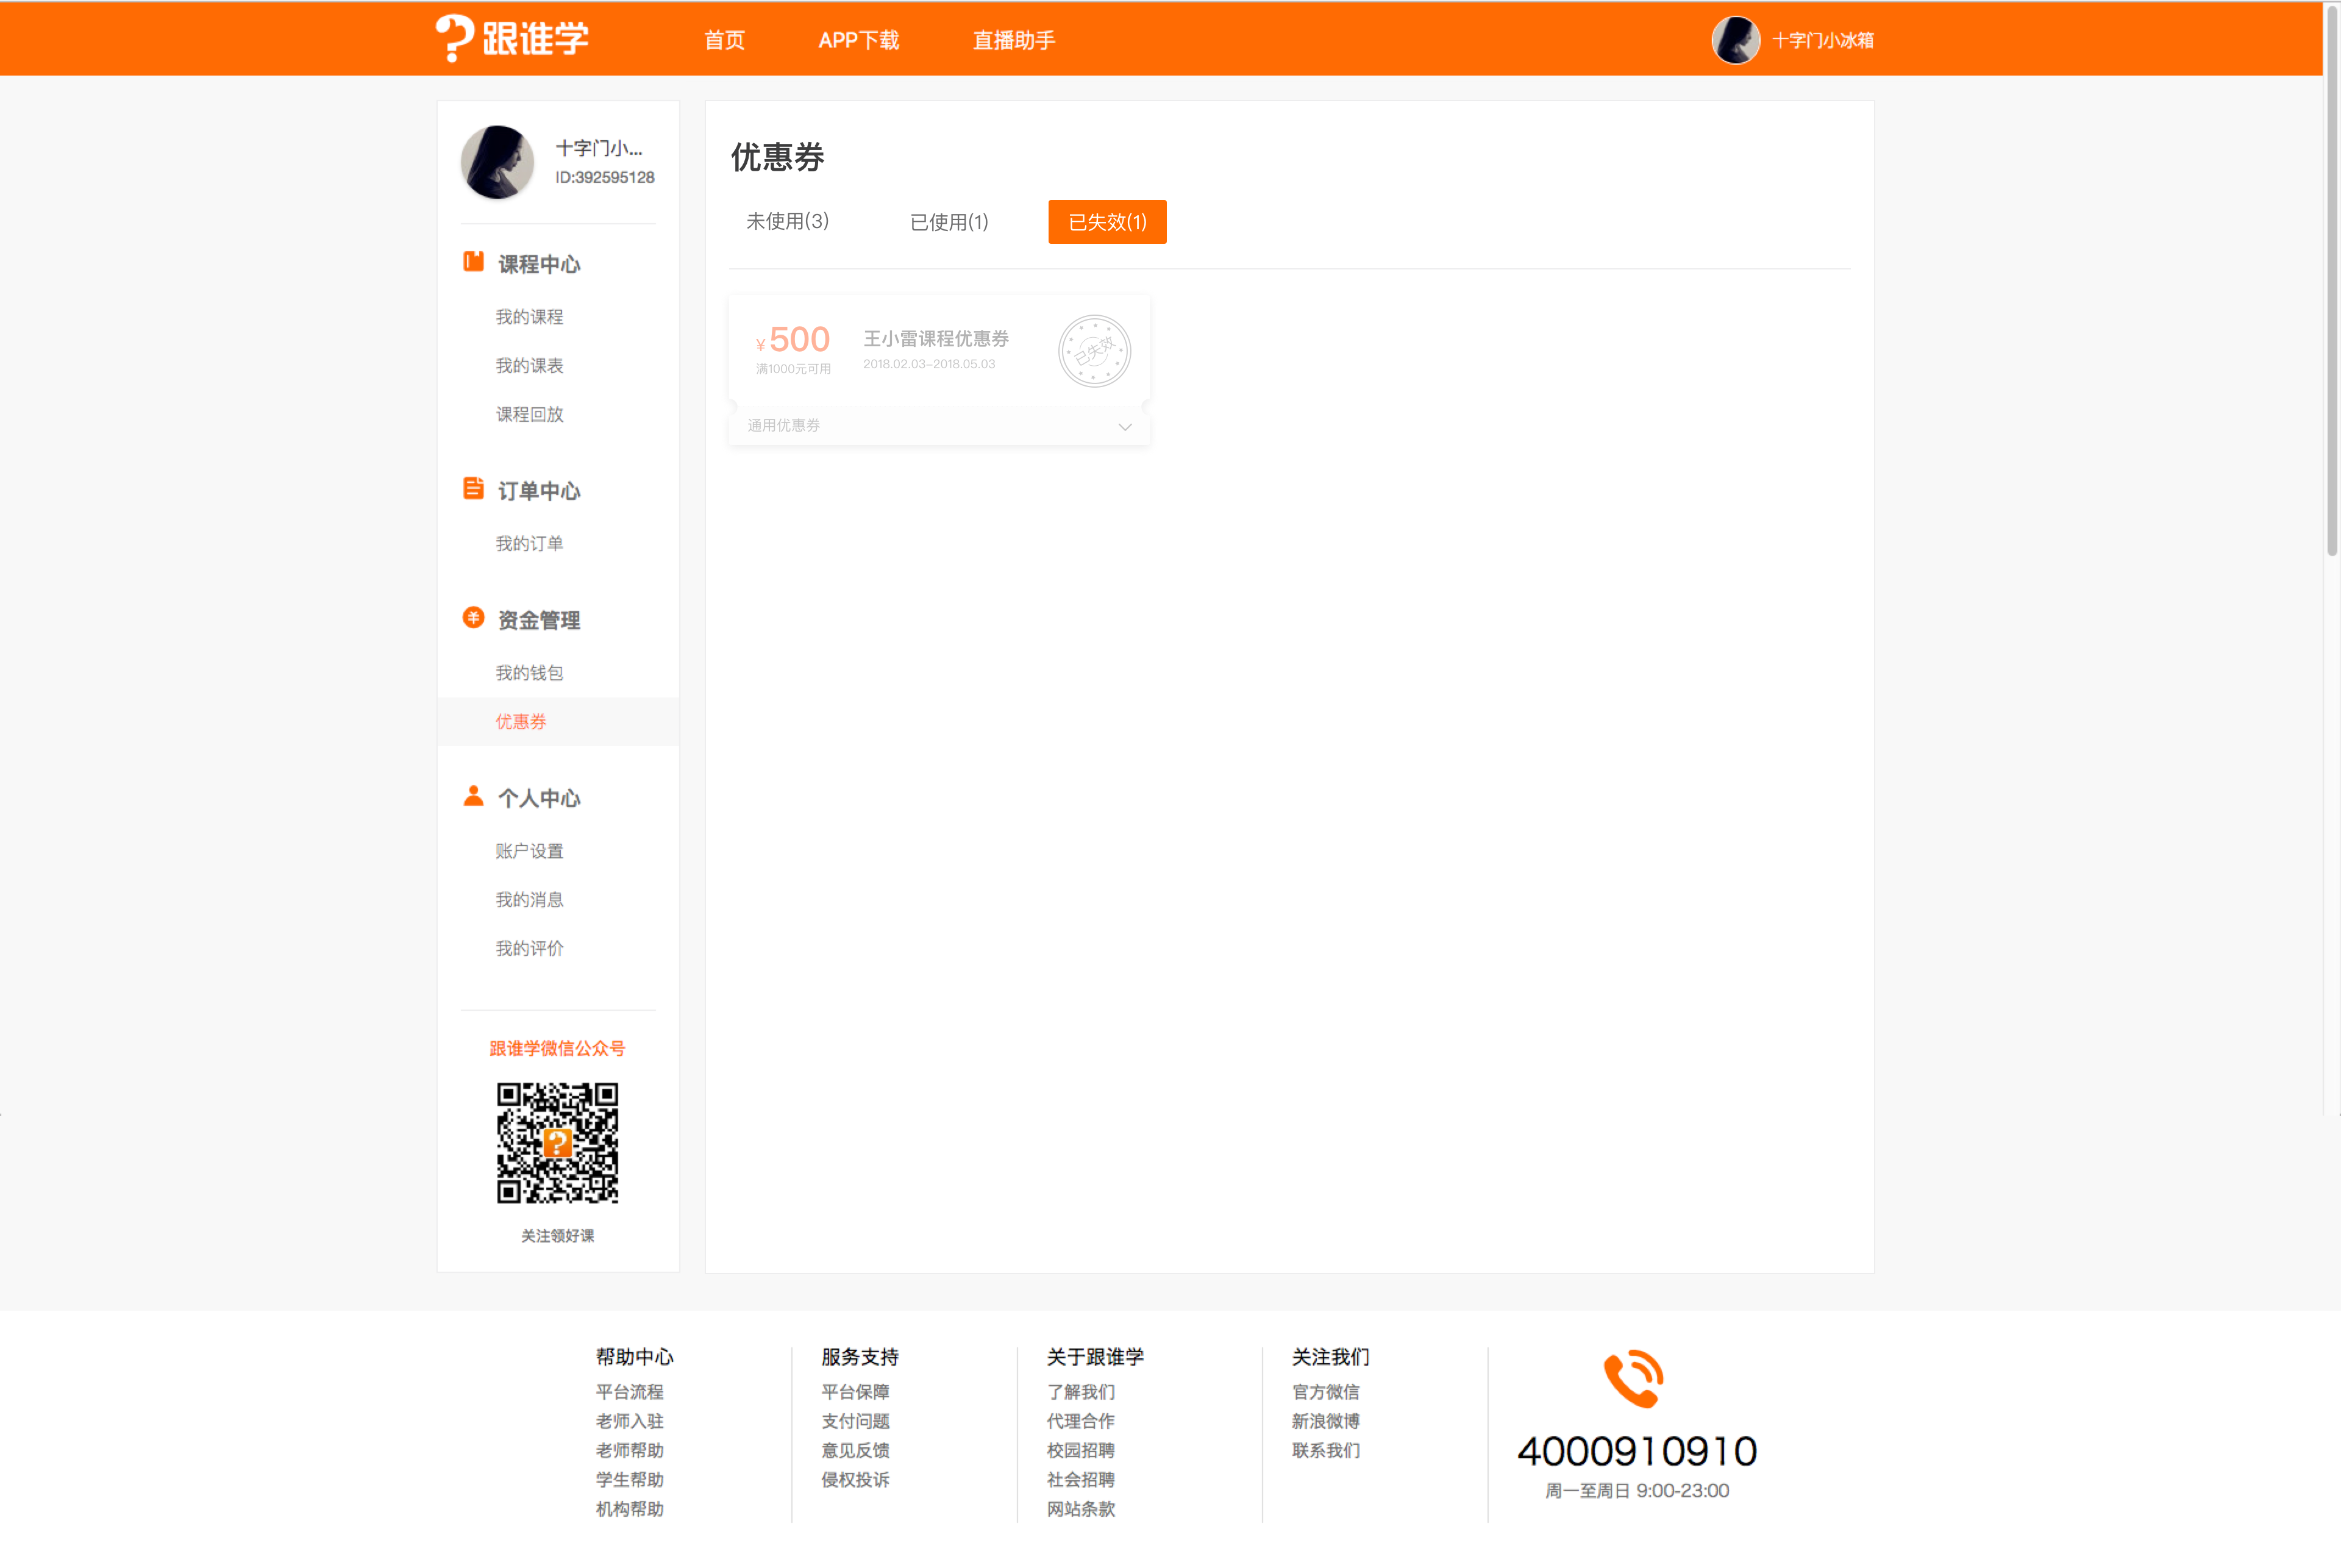 跟谁学
首页
APP下载
直播助手
十字门小冰箱
十字门小...
ID:392595128
课程中心
我的课程
我的课表
课程回放
订单中心
我的订单
资金管理
我的钱包
优惠券
个人中心
账户设置
我的消息
我的评价
跟谁学微信公众号
关注领好课
优惠券
未使用(3)
已使用(1)
已失效(1)
¥500
满1000元可用
王小雷课程优惠券
2018.02.03-2018.05.03
已失效
通用优惠券
帮助中心
平台流程
老师入驻
老师帮助
学生帮助
机构帮助
服务支持
平台保障
支付问题
意见反馈
侵权投诉
关于跟谁学
了解我们
代理合作
校园招聘
社会招聘
网站条款
关注我们
官方微信
新浪微博
联系我们
4000910910
周一至周日 9:00-23:00